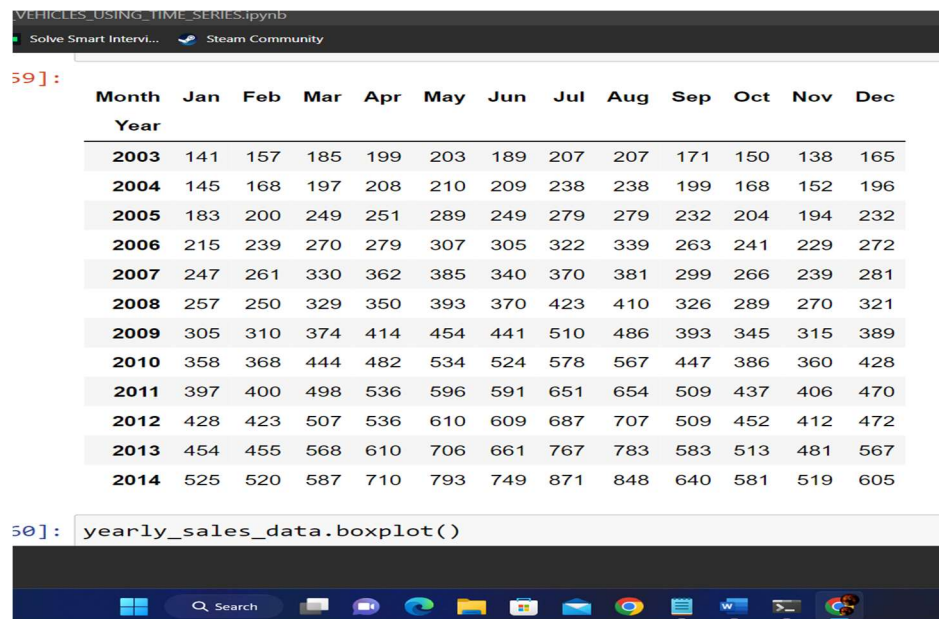 _VEHICLES_USING_TIME_SERIES.ipynb
Solve Smart Intervi... Steam Community
59]:
Month Jan Feb Mar Apr May Jun Jul Aug Sep Oct Nov Dec
Year
2003 141 157 185 199 203 189 207 207 171 150 138 165
2004 145 168 197 208 210 209 238 238 199 168 152 196
2005 183 200 249 251 289 249 279 279 232 204 194 232
2006 215 239 270 279 307 305 322 339 263 241 229 272
2007 247 261 330 362 385 340 370 381 299 266 239 281
2008 257 250 329 350 393 370 423 410 326 289 270 321
2009 305 310 374 414 454 441 510 486 393 345 315 389
2010 358 368 444 482 534 524 578 567 447 386 360 428
2011 397 400 498 536 596 591 651 654 509 437 406 470
2012 428 423 507 536 610 609 687 707 509 452 412 472
2013 454 455 568 610 706 661 767 783 583 513 481 567
2014 525 520 587 710 793 749 871 848 640 581 519 605
60]: yearly_sales_data.boxplot()
Search